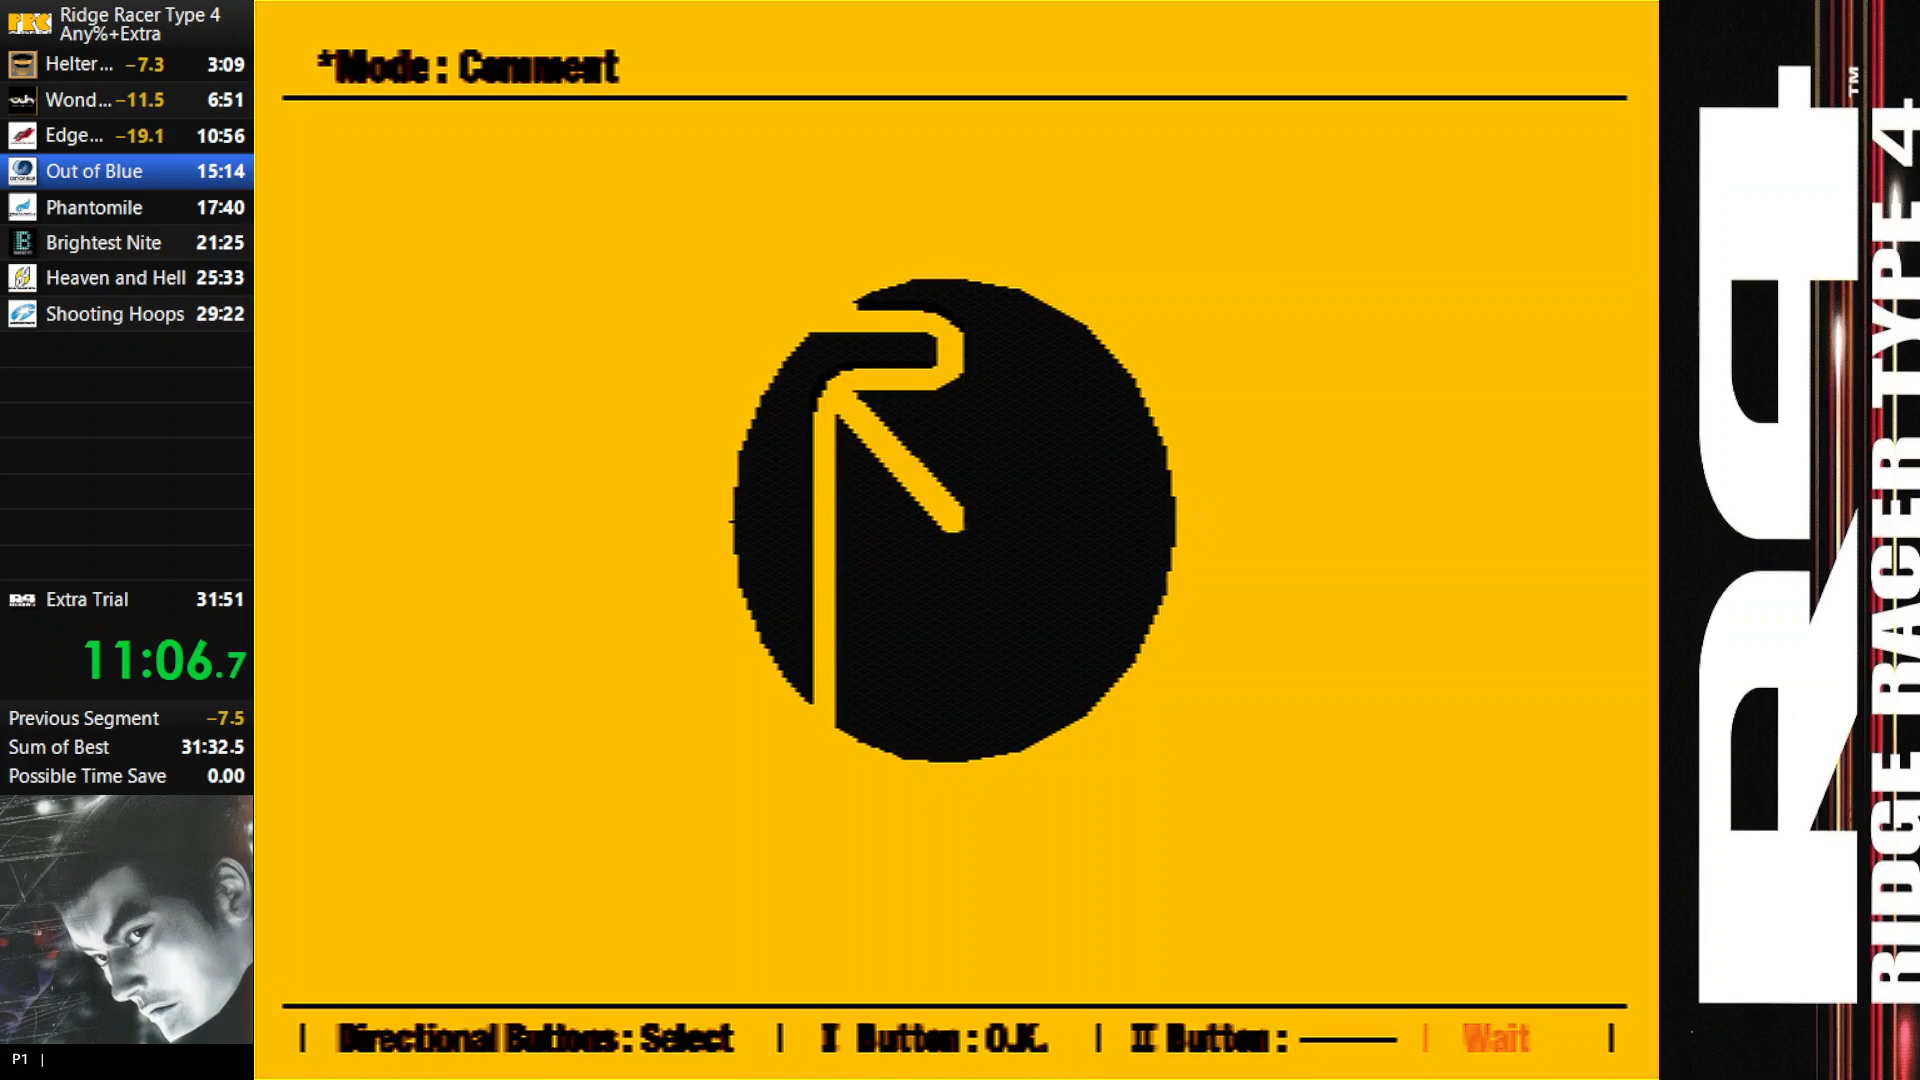 Ridge Racer Type 4
Any%+Extra
Helter... −7.3 3:09
Wond... −11.5 6:51
Edge... −19.1 10:56
Out of Blue 15:14
Phantomile 17:40
Brightest Nite 21:25
Heaven and Hell 25:33
Shooting Hoops 29:22
Extra Trial 31:51
11:06.7
Previous Segment −7.5
Sum of Best 31:32.5
Possible Time Save 0.00
P1 |
*Mode : Comment
| Directional Buttons : Select | I Button : O.K. | II Button : ——— | Wait |
R4
TM
RIDGE RACER TYPE 4